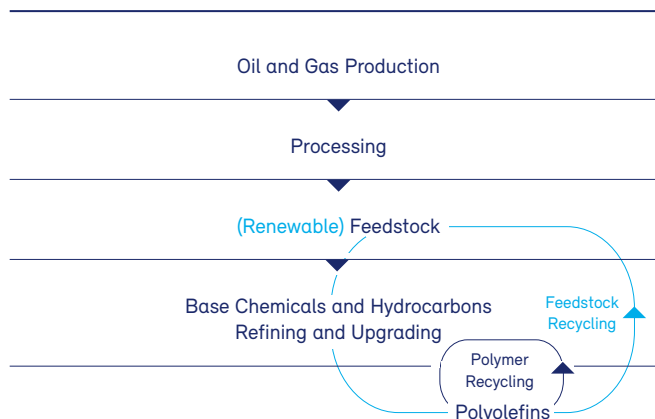 Oil and Gas Production
Processing
(Renewable) Feedstock
Base Chemicals and Hydrocarbons
Refining and Upgrading
Feedstock
Recycling
Polymer
Recycling
Polyolefins